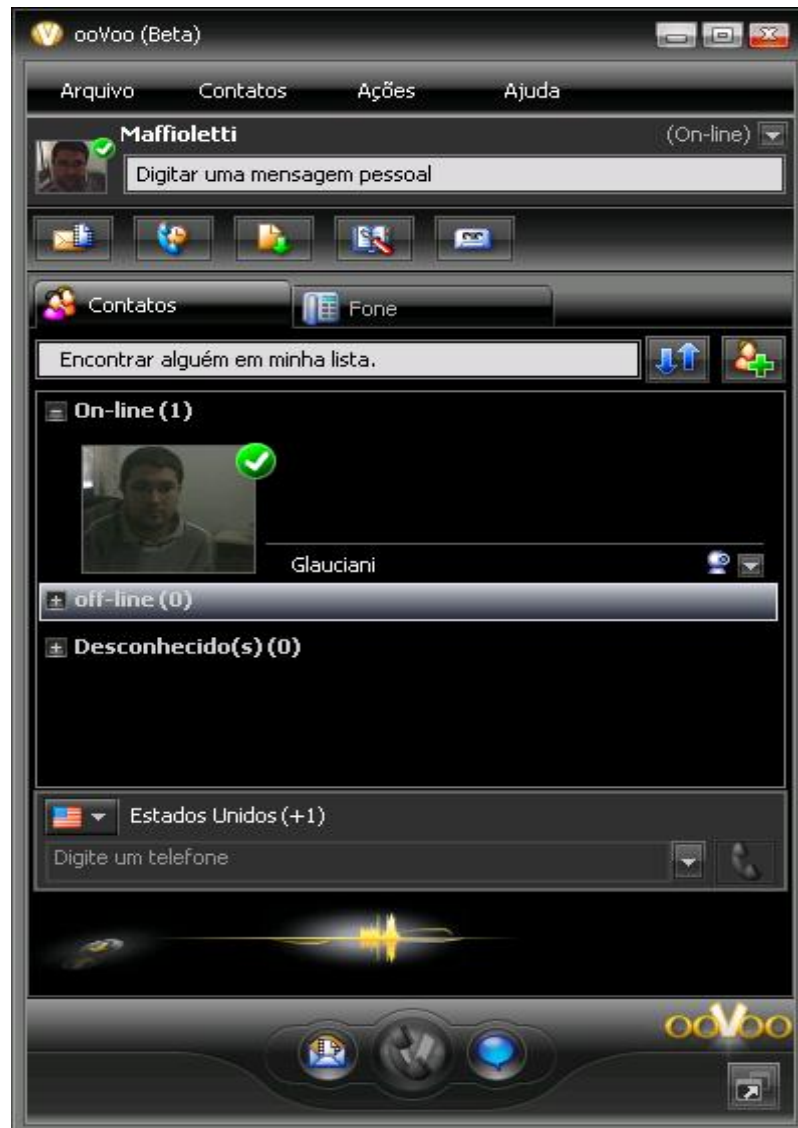 ooVoo (Beta)
Arquivo Contatos Ações Ajuda
Maffioletti (On-line)
Digitar uma mensagem pessoal
Contatos Fone
Encontrar alguém em minha lista.
On-line (1)
Glauciani
off-line (0)
Desconhecido(s) (0)
Estados Unidos (+1)
Digite um telefone
ooVoo